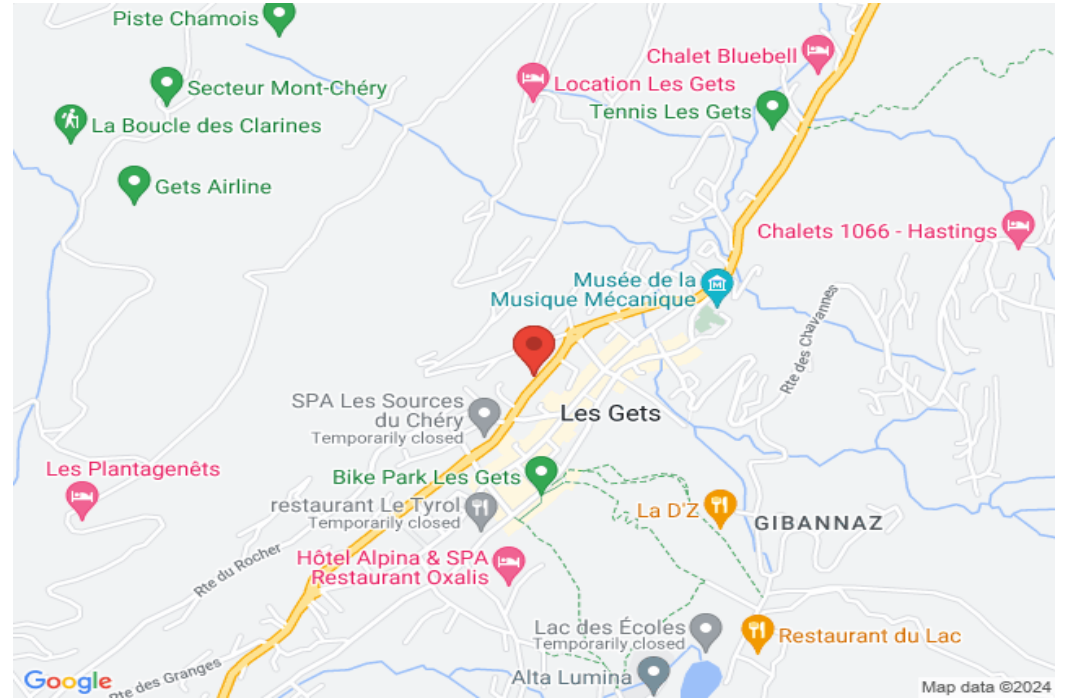 Piste Chamois
Chalet Bluebell
Location Les Gets
Secteur Mont-Chéry
Tennis Les Gets
La Boucle des Clarines
Gets Airline
Chalets 1066 - Hastings
Musée de la
Musique Mécanique
Rte des Chavannes
SPA Les Sources
du Chéry
Temporarily closed
Les Gets
Les Plantagenêts
Bike Park Les Gets
restaurant Le Tyrol
Temporarily closed
La D'Z
GIBANNAZ
Rte du Rocher
Hôtel Alpina & SPA
Restaurant Oxalis
Lac des Écoles
Temporarily closed
Restaurant du Lac
Alta Lumina
Rte des Granges
Google
Map data ©2024